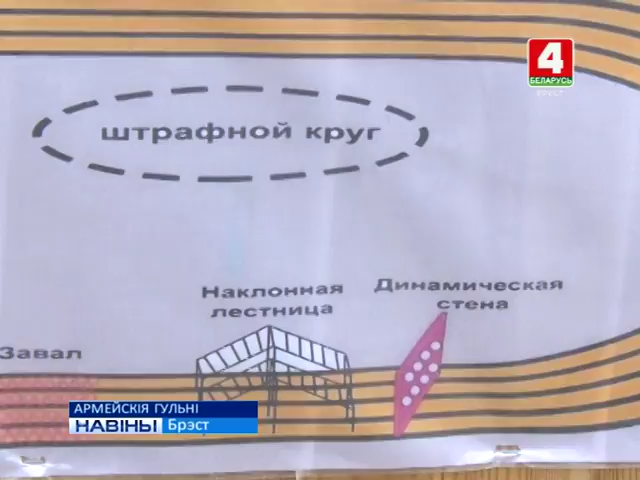 4
БЕЛАРУСЬ
БРЭСТ
штрафной круг
Наклонная
лестница
Динамическая
стена
Завал
АРМЕЙСКІЯ ГУЛЬНІ
НАВІНЫ Брэст